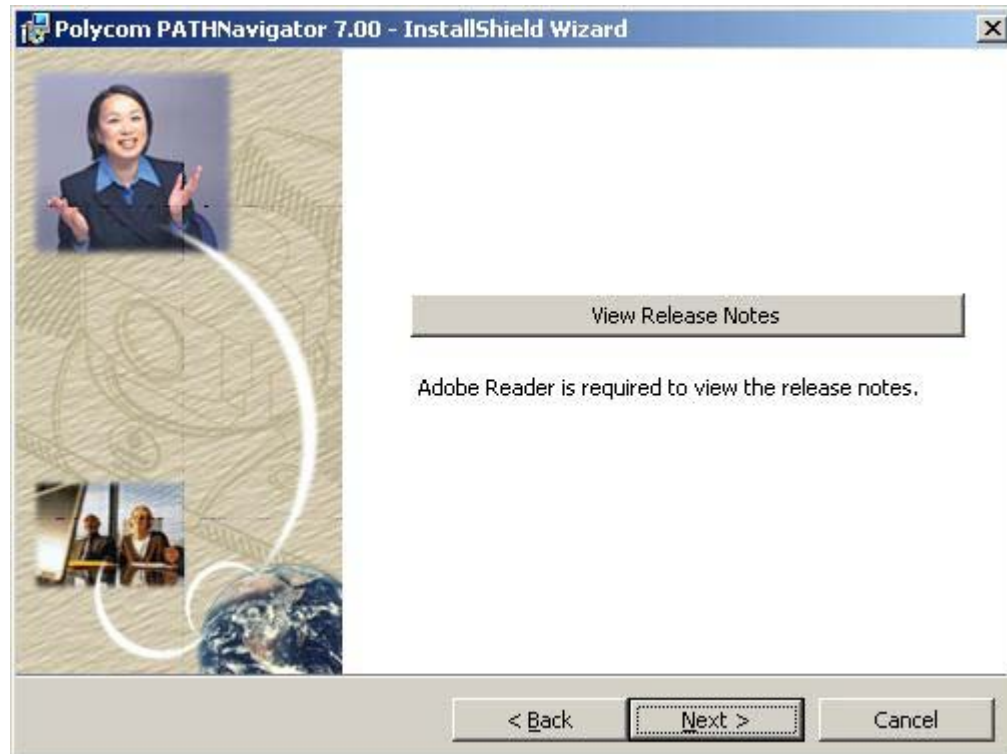 Polycom PATHNavigator 7.00 - InstallShield Wizard
View Release Notes
Adobe Reader is required to view the release notes.
< Back Next > Cancel